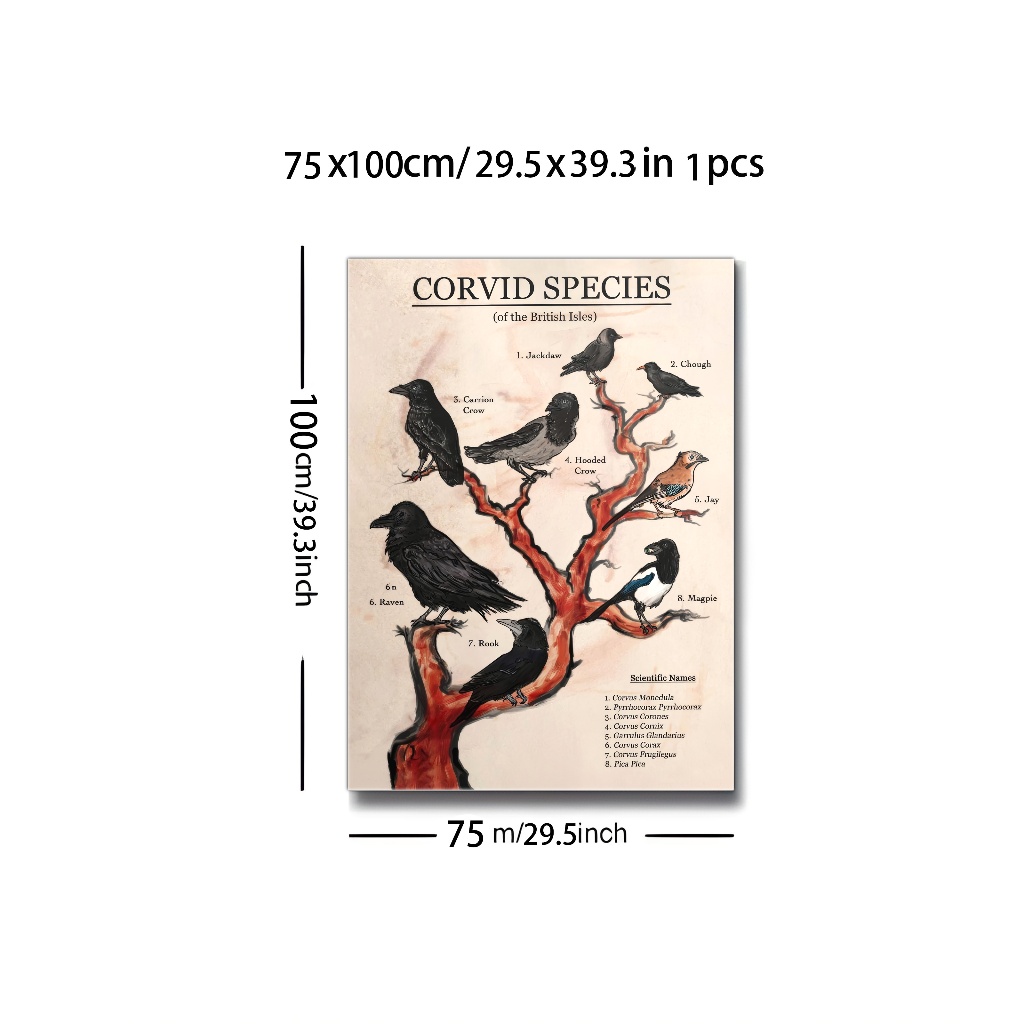 75x100cm/ 29.5x39.3in 1pcs
CORVID SPECIES
(of the British Isles)
1. Jackdaw
2. Chough
3. Carrion
Crow
4. Hooded
Crow
5. Jay
6n
6. Raven
8. Magpie
7. Rook
Scientific Names
1. Corvus Monedula
2. Pyrrhocorax Pyrrhocorax
3. Corvus Corones
4. Corvus Cornix
5. Garrulus Glandarius
6. Corvus Corax
7. Corvus Frugilegus
8. Pica Pica
100cm/39.3inch
75 m/29.5inch